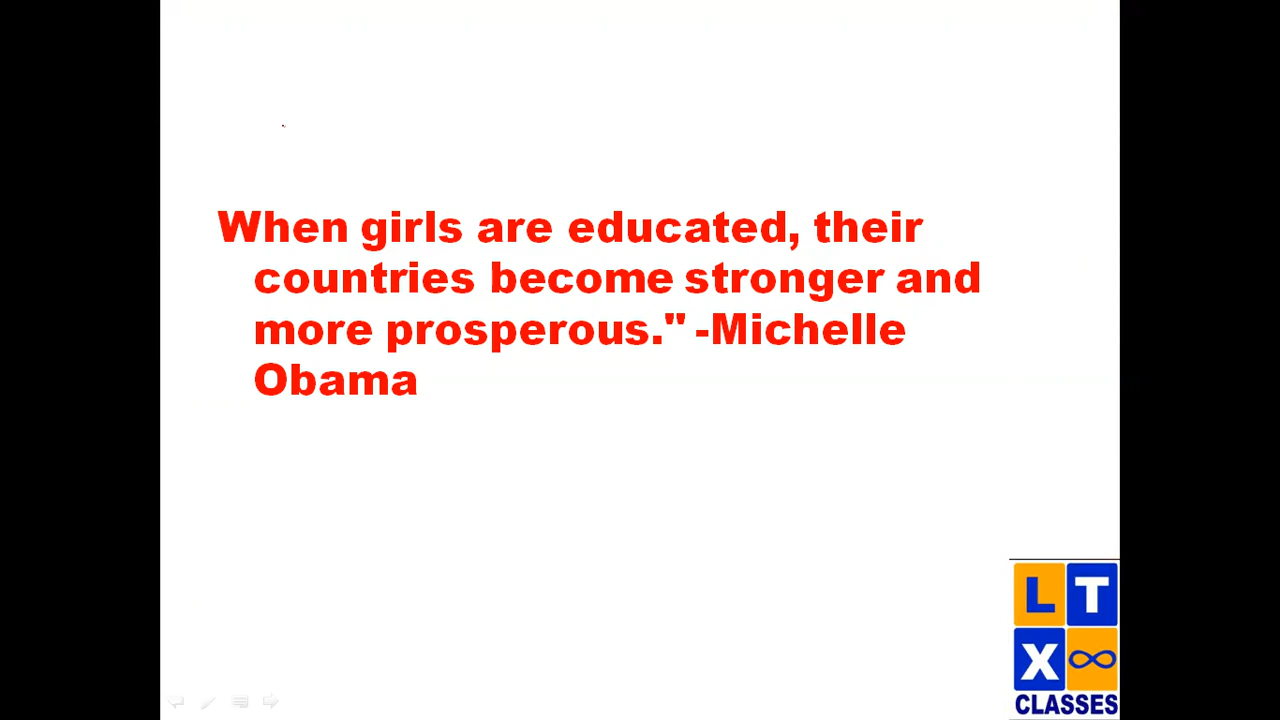 When girls are educated, their
countries become stronger and
more prosperous." -Michelle
Obama
L T
X ∞
CLASSES